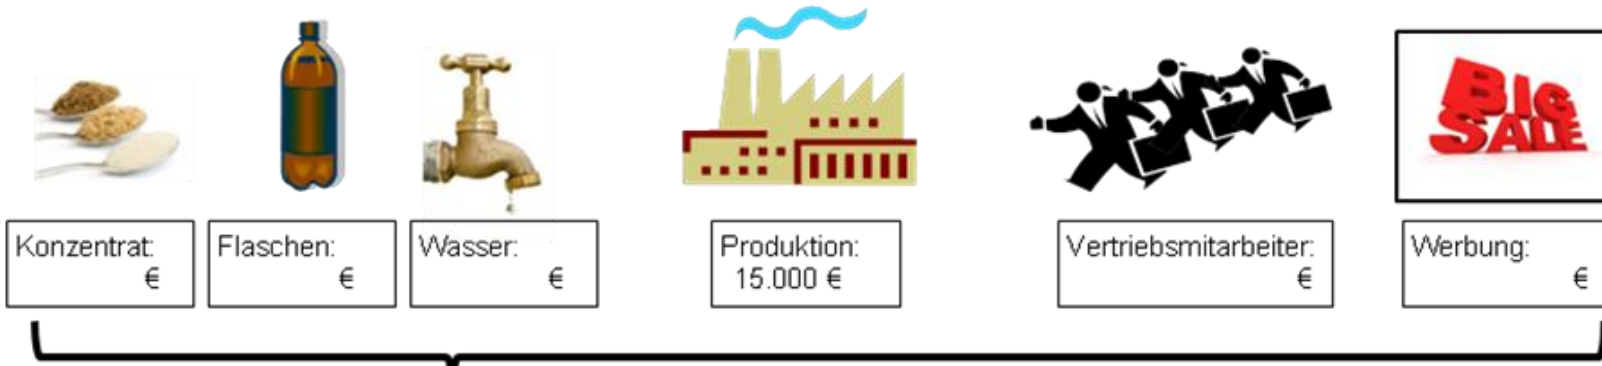 BIG
SALE
Konzentrat:
€
Flaschen:
€
Wasser:
€
Produktion:
15.000 €
Vertriebsmitarbeiter:
€
Werbung:
€